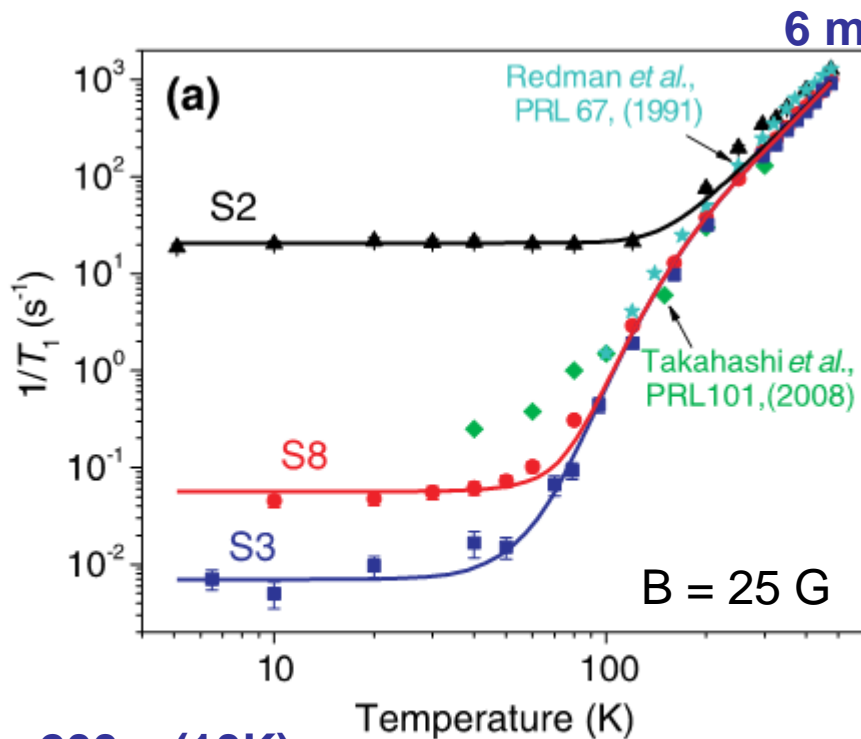 6 m
(a)
Redman et al.,
PRL 67, (1991)
S2
Takahashi et al.,
PRL101,(2008)
S8
S3
B = 25 G
10³
10²
10¹
10⁰
10⁻¹
10⁻²
1/T₁ (s⁻¹)
10
100
Temperature (K)